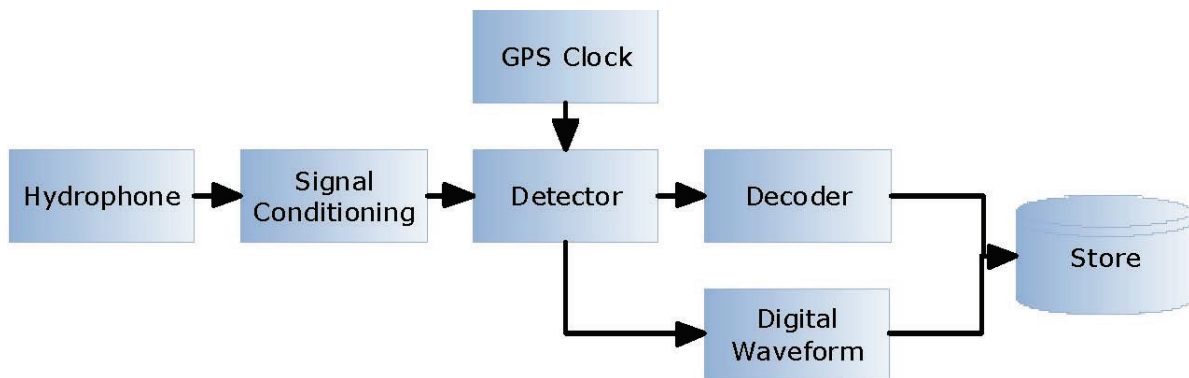 GPS Clock
Hydrophone
Signal
Conditioning
Detector
Decoder
Store
Digital
Waveform